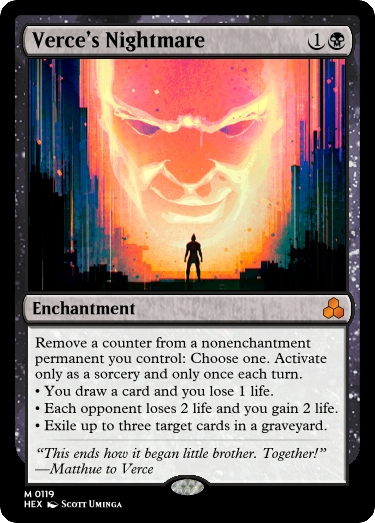 Verce's Nightmare
1
Enchantment
Remove a counter from a nonenchantment
permanent you control: Choose one. Activate
only as a sorcery and only once each turn.
• You draw a card and you lose 1 life.
• Each opponent loses 2 life and you gain 2 life.
• Exile up to three target cards in a graveyard.
“This ends how it began little brother. Together!”
—Matthue to Verce
M 0119
HEX Scott Uminga